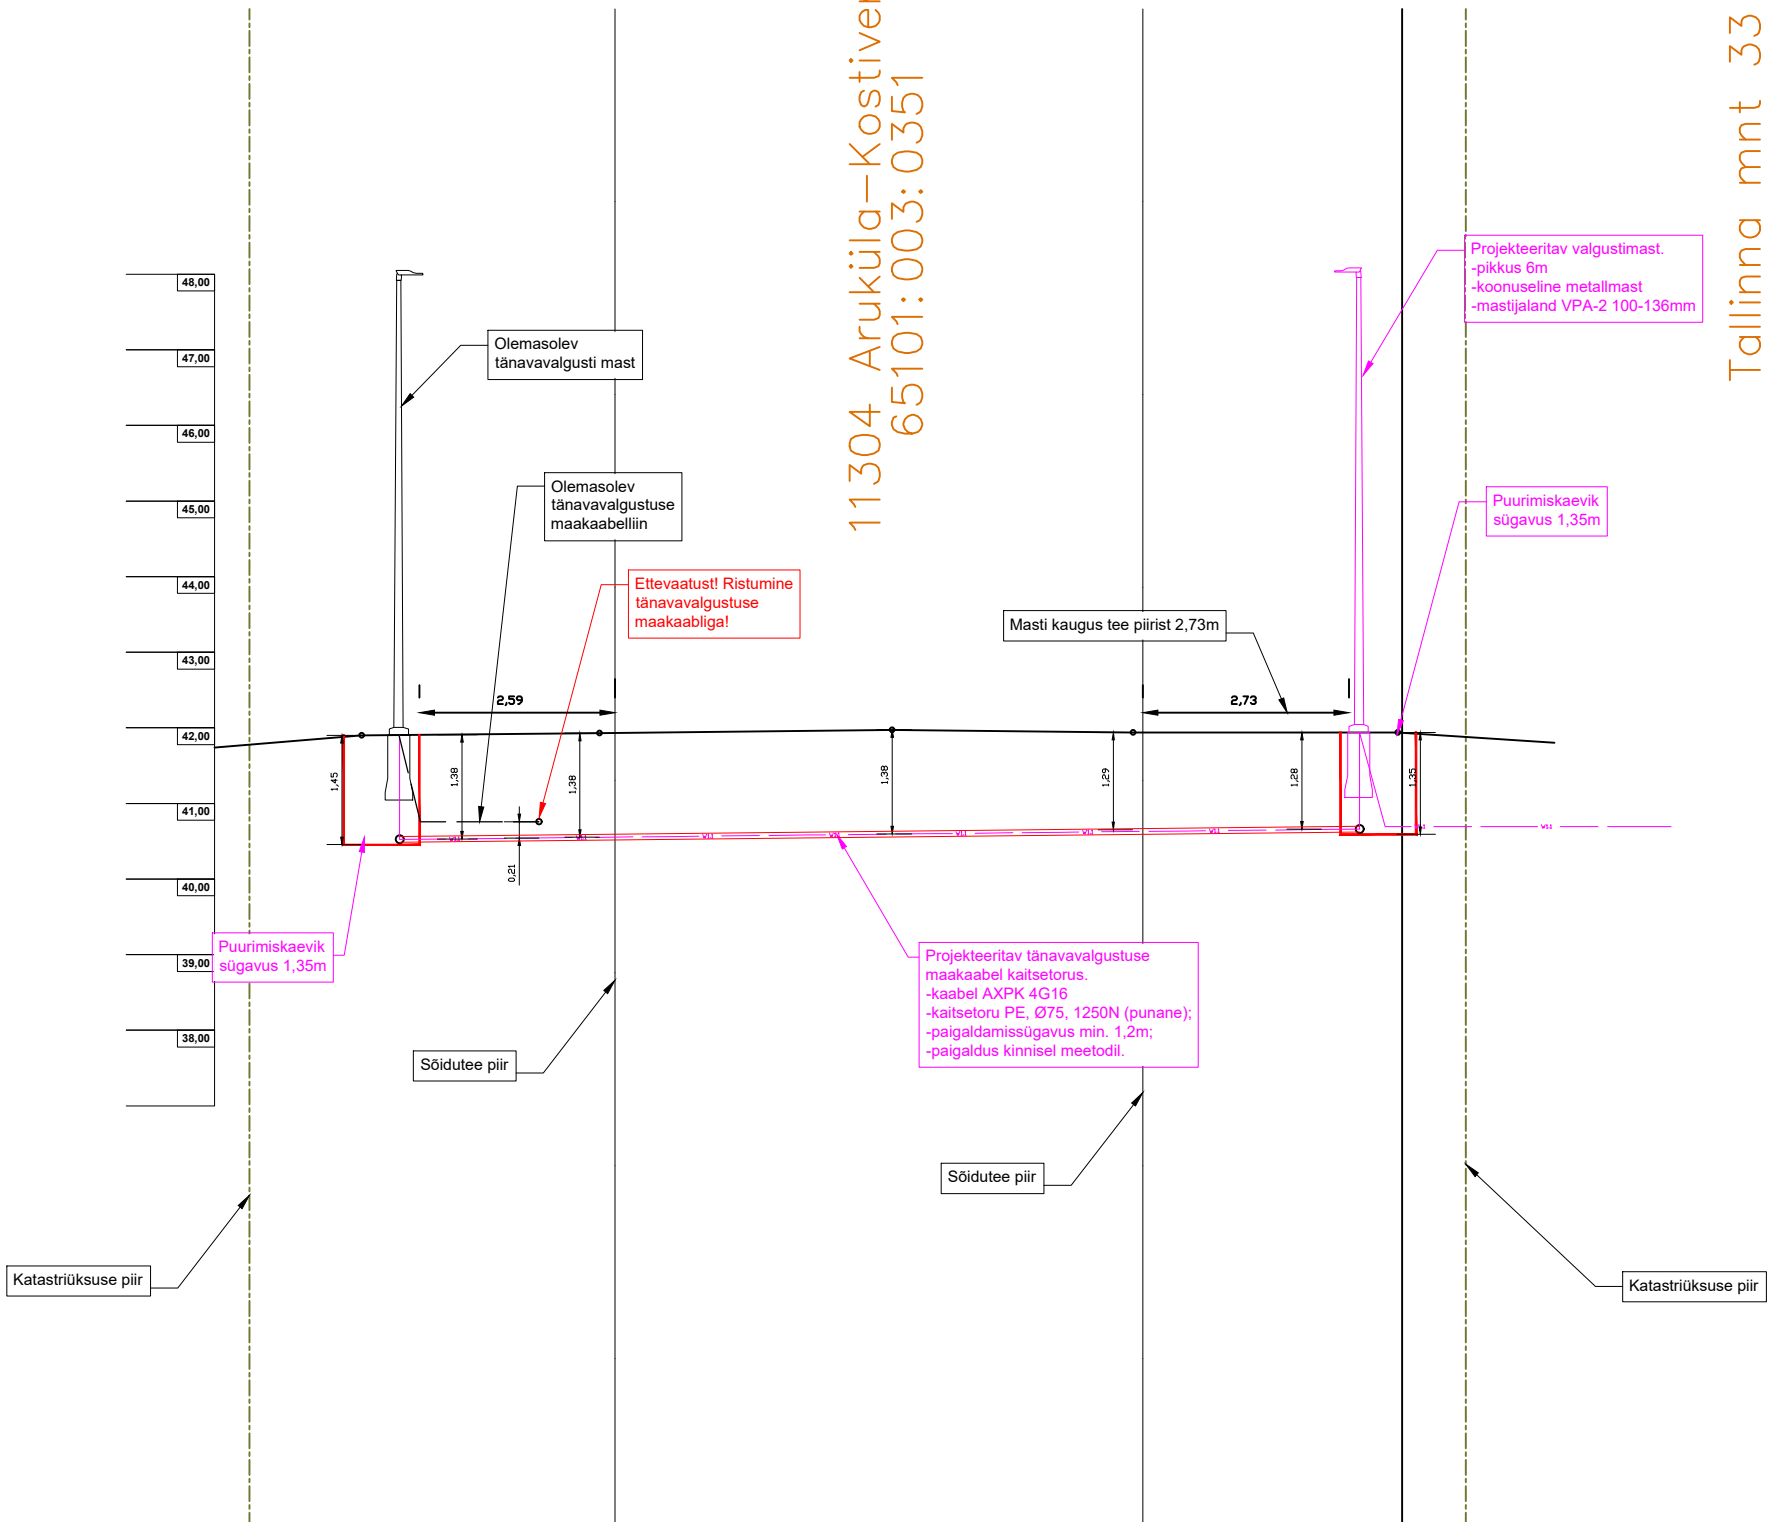 11304 Aruküla-Kostiver
65101:003:0351
Tallinna mnt 33
48,00
47,00
46,00
45,00
44,00
43,00
42,00
41,00
40,00
39,00
38,00
Olemasolev
tänavavalgusti mast
Olemasolev
tänavavalgustuse
maakaabelliin
Ettevaatust! Ristumine
tänavavalgustuse
maakaabliga!
Projekteeritav valgustimast.
-pikkus 6m
-koonuseline metallmast
-mastijaland VPA-2 100-136mm
Puurimiskaevik
sügavus 1,35m
Masti kaugus tee piirist 2,73m
2,59
2,73
1,45
1,38
1,38
1,38
1,29
1,28
1,35
0,21
Puurimiskaevik
sügavus 1,35m
Projekteeritav tänavavalgustuse
maakaabel kaitsetorus.
-kaabel AXPK 4G16
-kaitsetoru PE, Ø75, 1250N (punane);
-paigaldamissügavus min. 1,2m;
-paigaldus kinnisel meetodil.
Sõidutee piir
Sõidutee piir
Katastriüksuse piir
Katastriüksuse piir